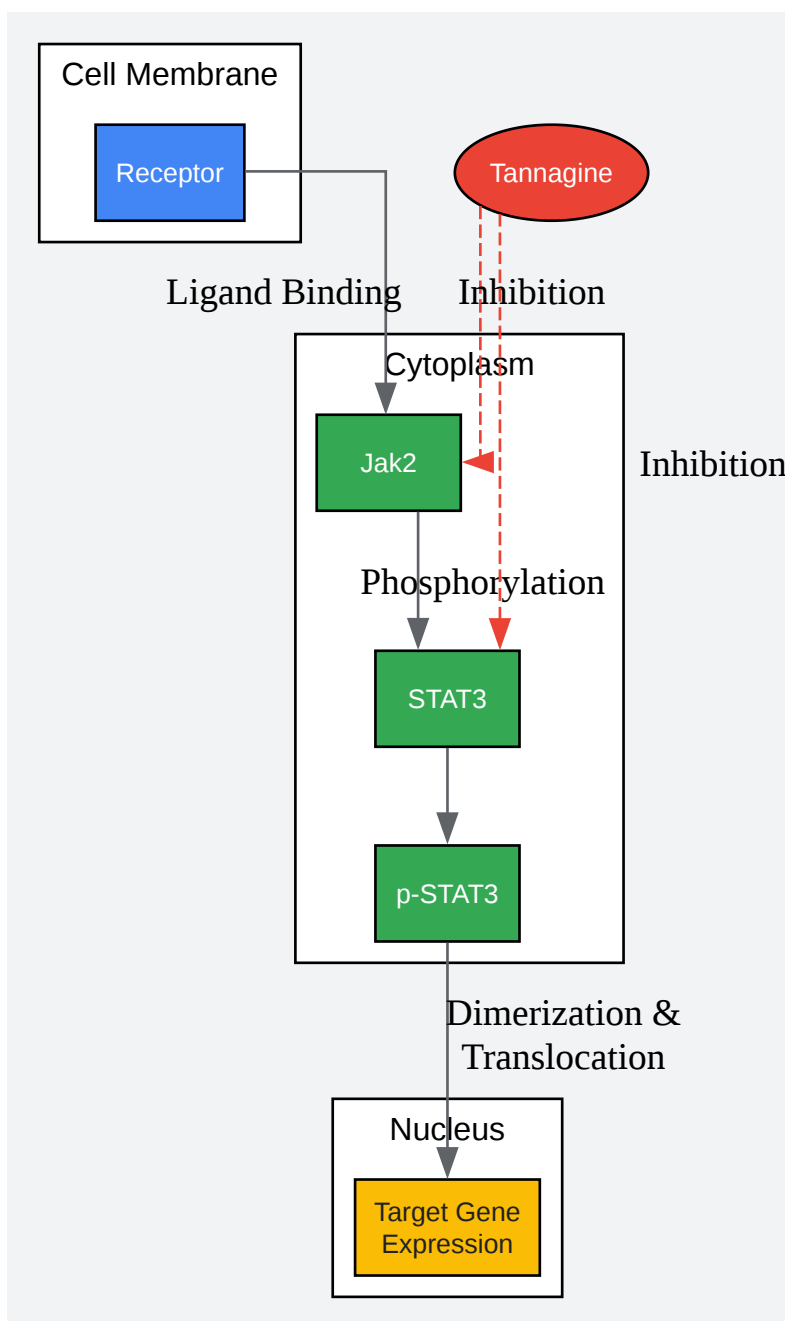 Cell Membrane
Receptor
Tannagine
Ligand Binding
Inhibition
Cytoplasm
Jak2
Inhibition
Phosphorylation
STAT3
p-STAT3
Dimerization &
Translocation
Nucleus
Target Gene
Expression